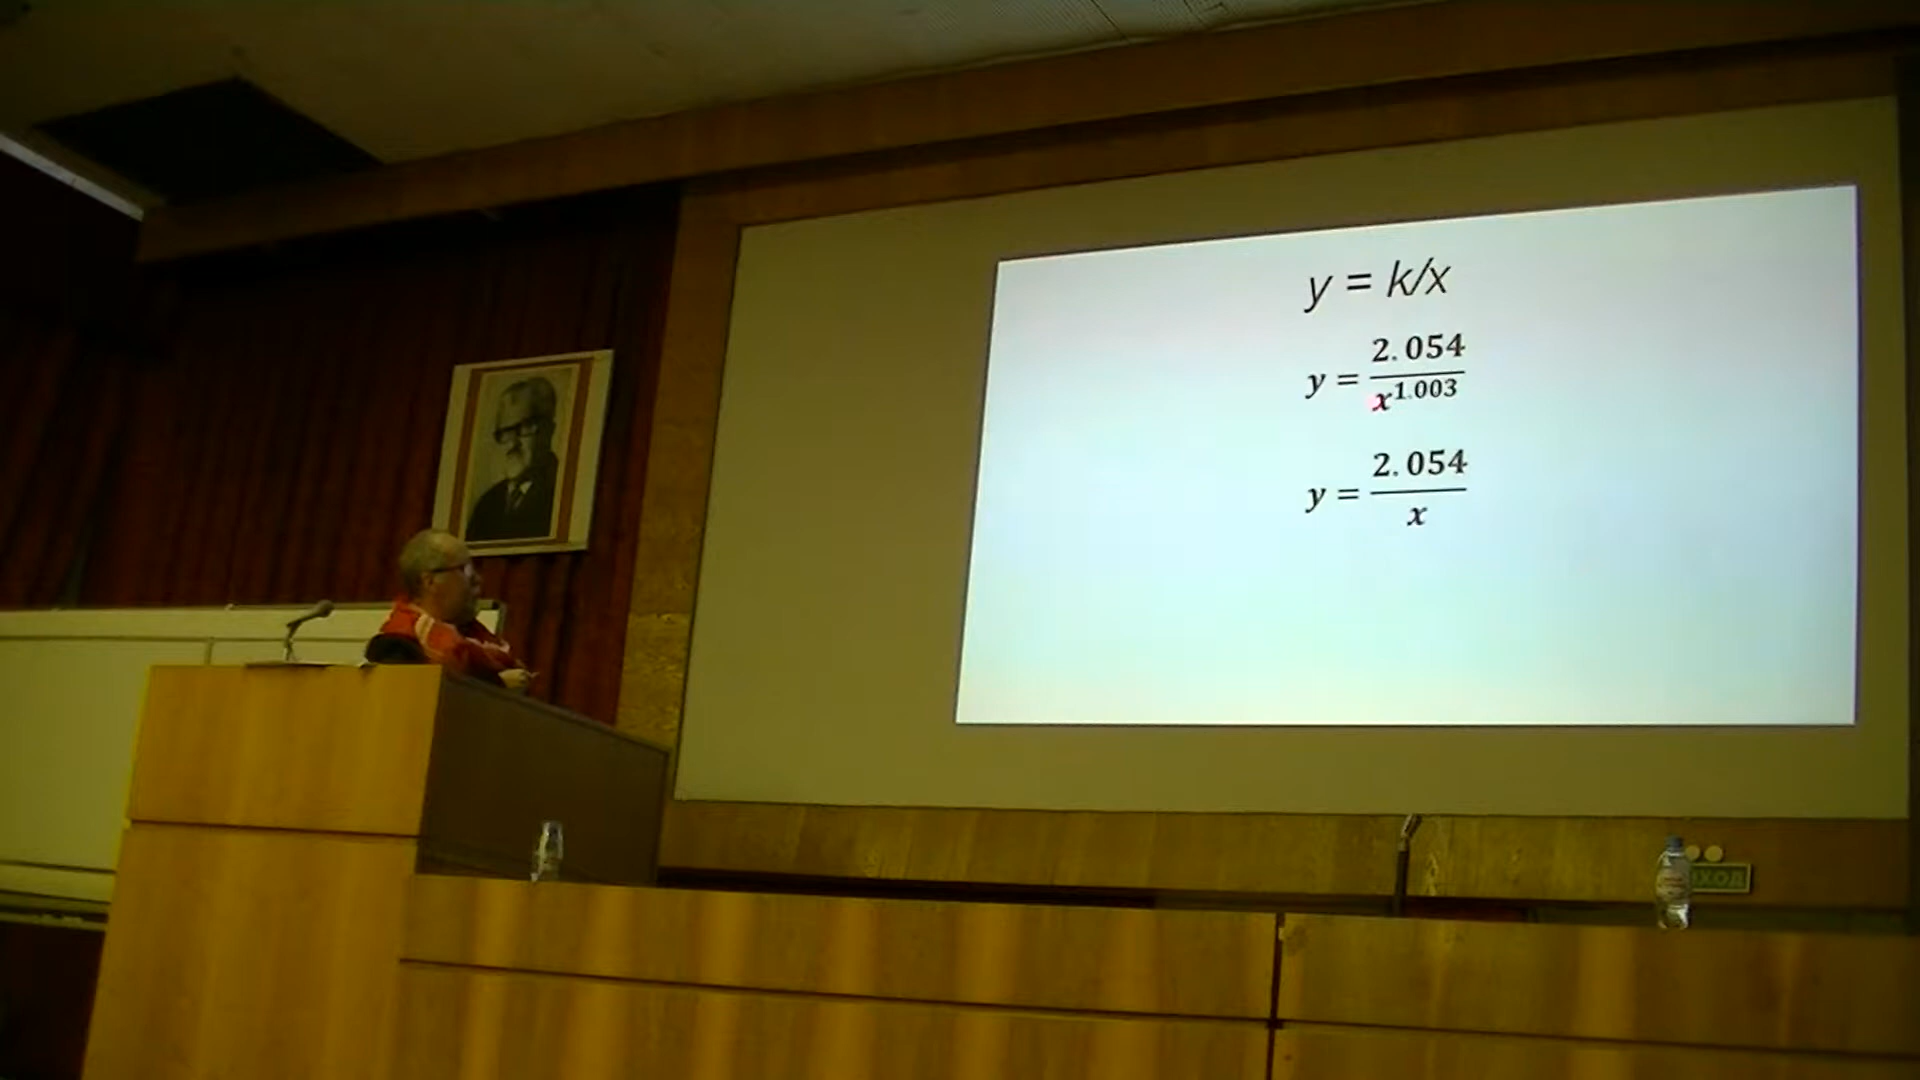 y = k/x
y = 2.054 / x^1.003
y = 2.054 / x